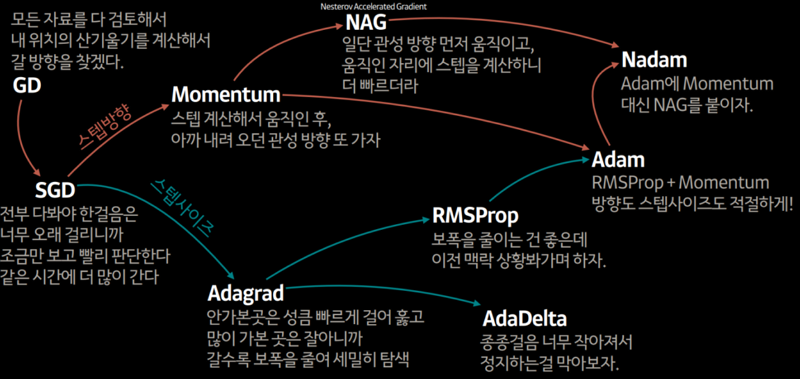 모든 자료를 다 검토해서
내 위치의 산기울기를 계산해서
갈 방향을 찾겠다.
GD
스텝방향
Momentum
스텝 계산해서 움직인 후,
아까 내려 오던 관성 방향 또 가자
Nesterov Accelerated Gradient
NAG
일단 관성 방향 먼저 움직이고,
움직인 자리에 스텝을 계산하니
더 빠르더라
Nadam
Adam에 Momentum
대신 NAG를 붙이자.
Adam
RMSProp + Momentum
방향도 스텝사이즈도 적절하게!
SGD
전부 다봐야 한걸음은
너무 오래 걸리니까
조금만 보고 빨리 판단한다
같은 시간에 더 많이 간다
스텝사이즈
RMSProp
보폭을 줄이는 건 좋은데
이전 맥락 상황봐가며 하자.
Adagrad
안가본곳은 성큼 빠르게 걸어 훑고
많이 가본 곳은 잘아니까
갈수록 보폭을 줄여 세밀히 탐색
AdaDelta
종종걸음 너무 작아져서
정지하는걸 막아보자.